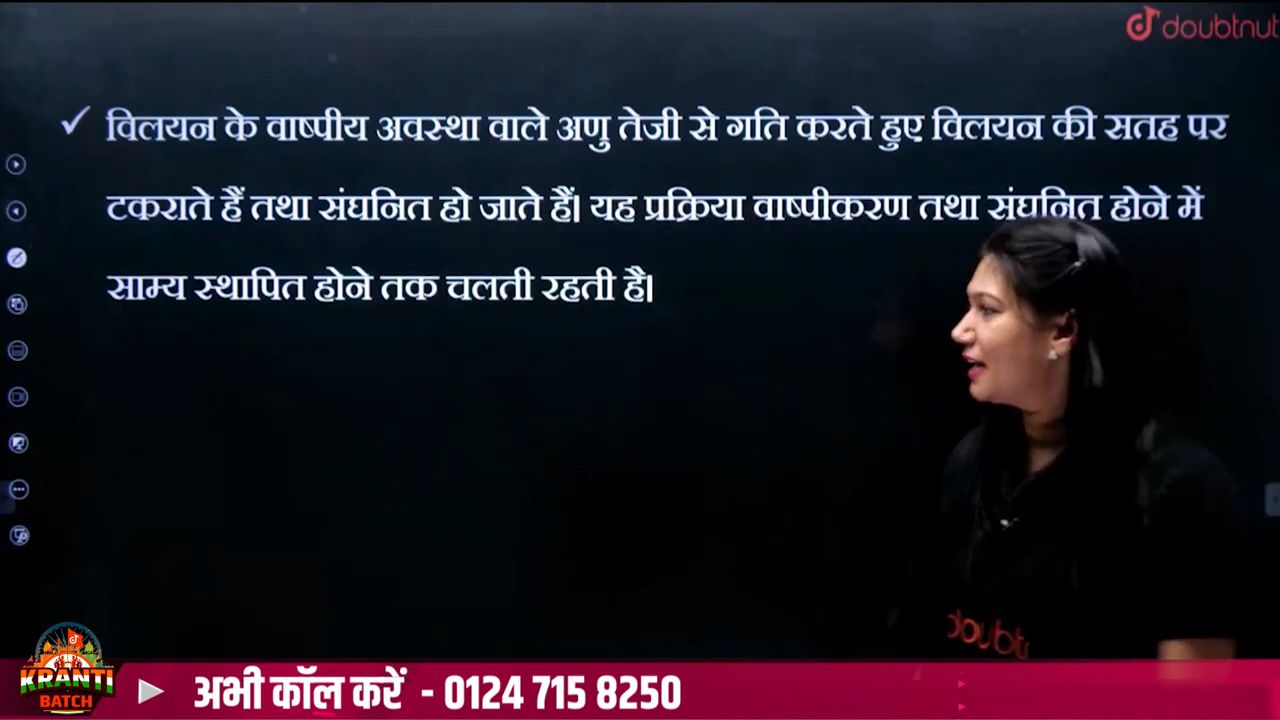 doubtnut
✓ विलयन के वाष्पीय अवस्था वाले अणु तेजी से गति करते हुए विलयन की सतह पर
टकराते हैं तथा संघनित हो जाते हैं। यह प्रक्रिया वाष्पीकरण तथा संघनित होने में
साम्य स्थापित होने तक चलती रहती है।
doubtn
KRANTI
BATCH
अभी कॉल करें - 0124 715 8250